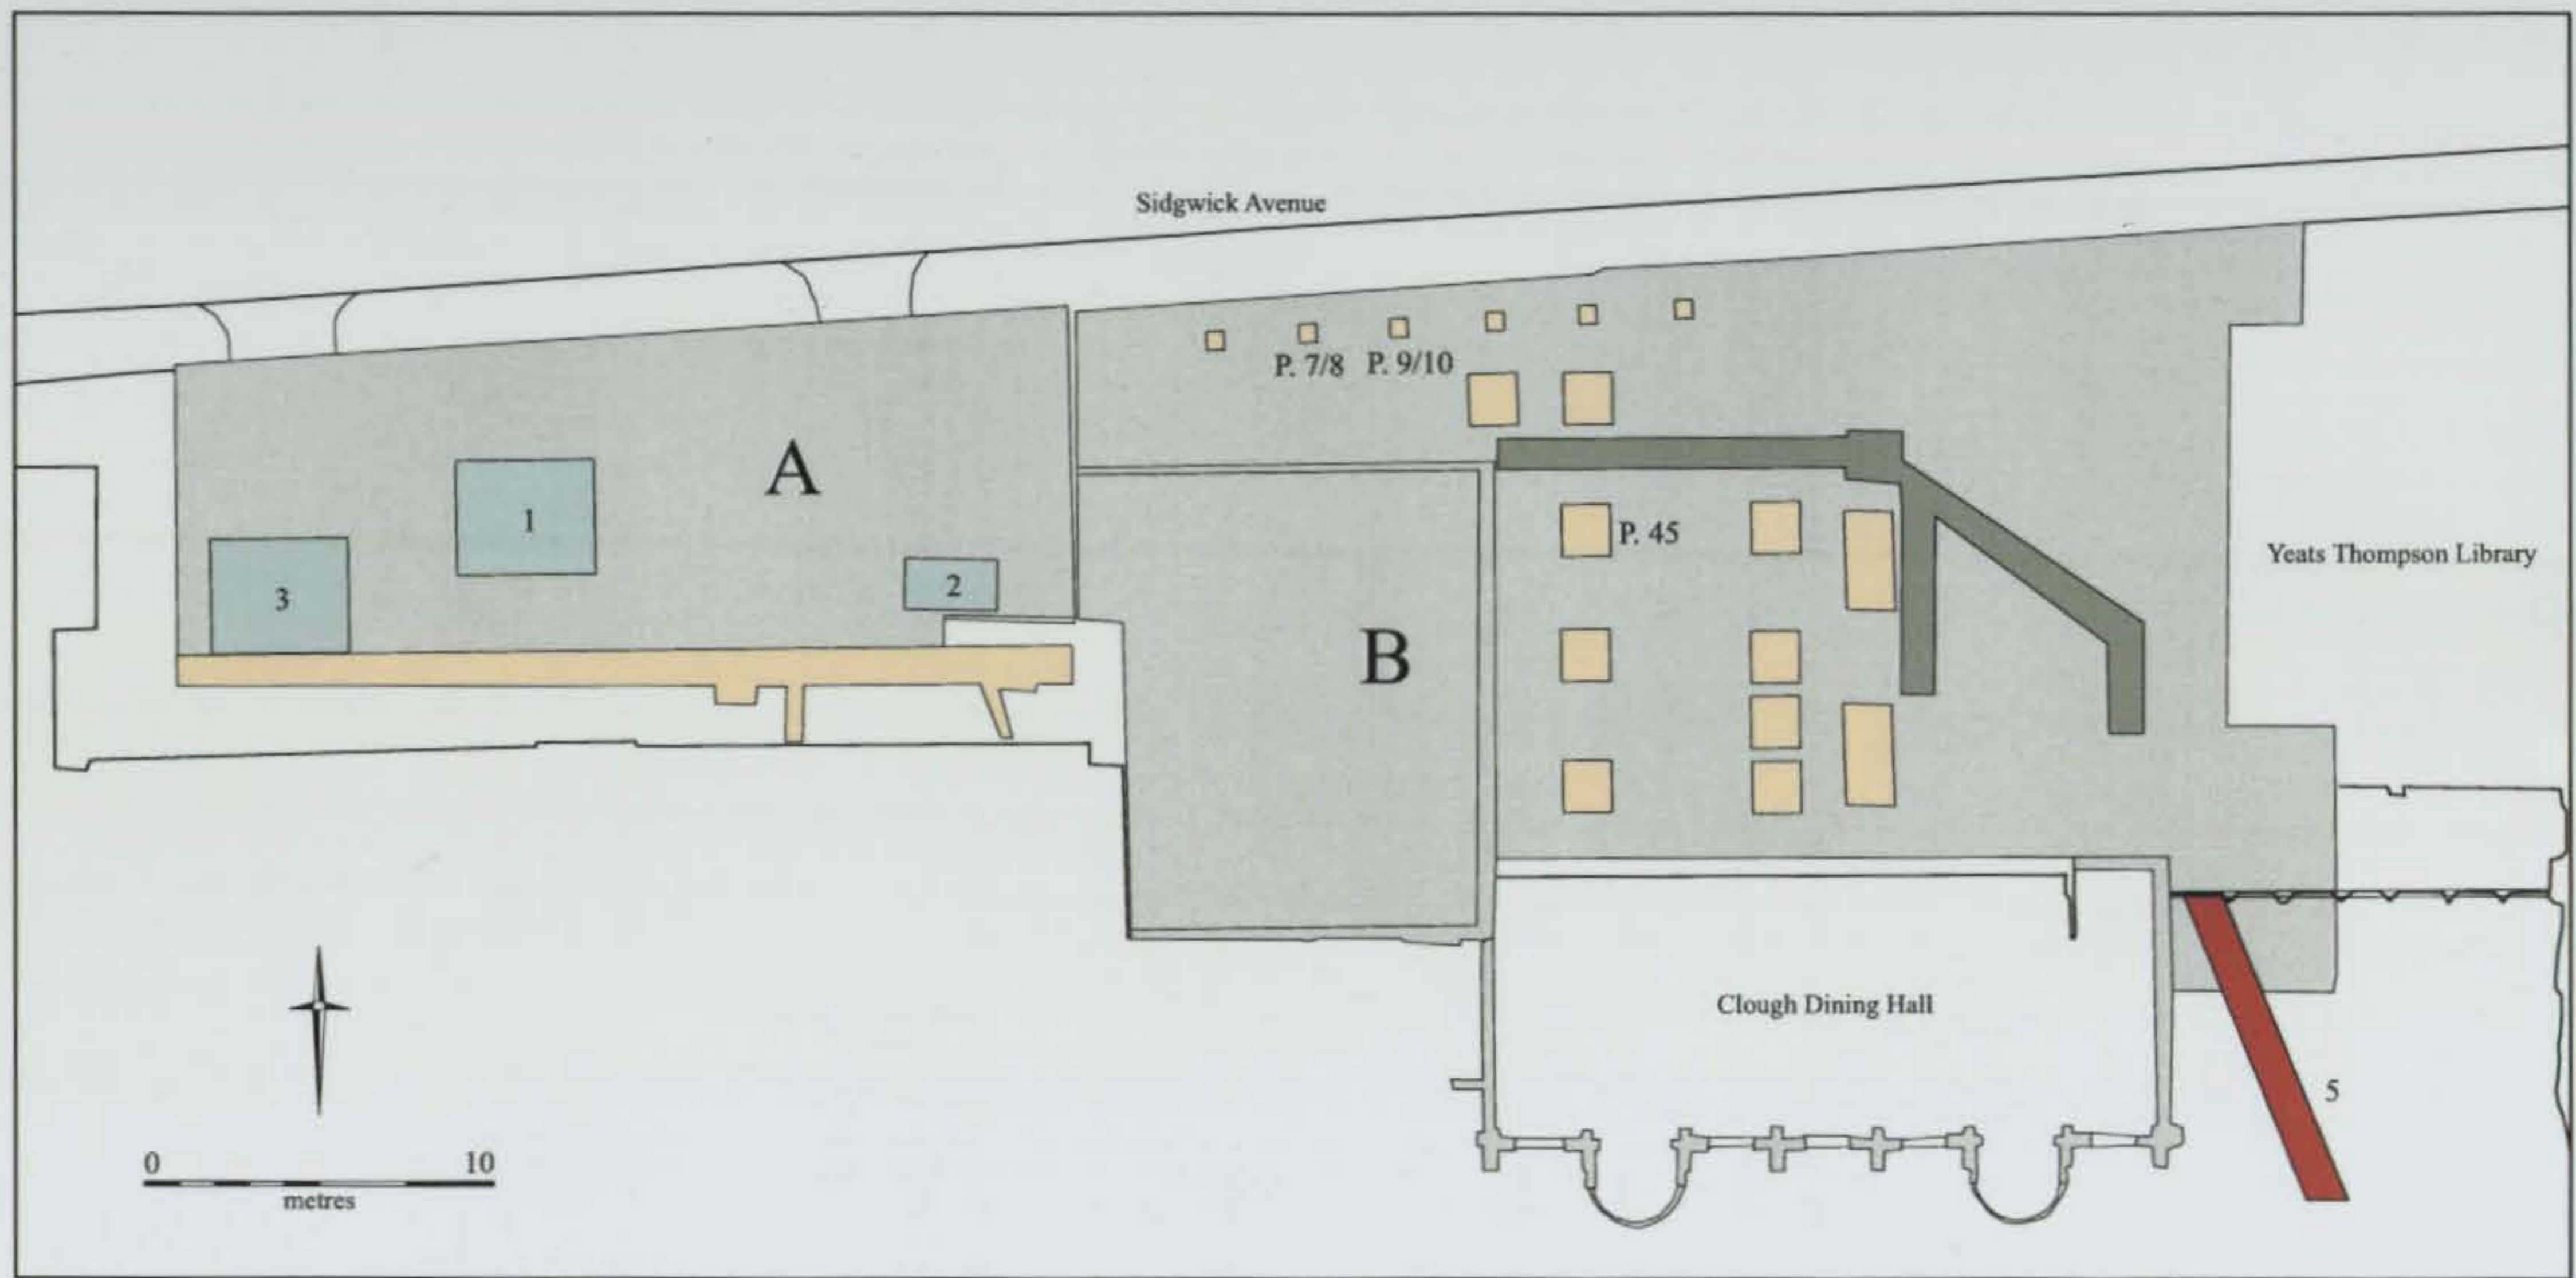 Sidgwick Avenue
P. 7/8 P. 9/10
A
1
P. 45
Yeats Thompson Library
2
3
B
Clough Dining Hall
5
0 10
metres